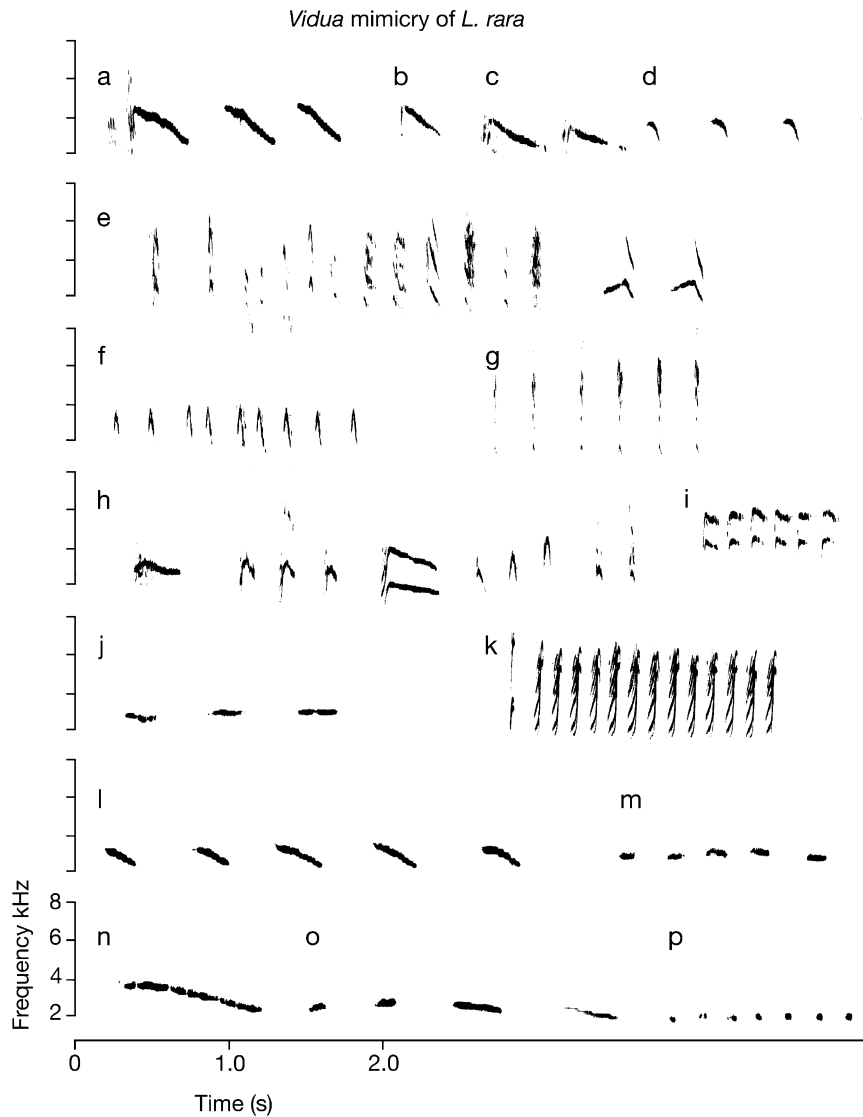 Vidua mimicry of L. rara
a b c d
e
f g
h i
j k
l m
8
Frequency kHz
6
n o p
4
2
0 1.0 2.0
Time (s)